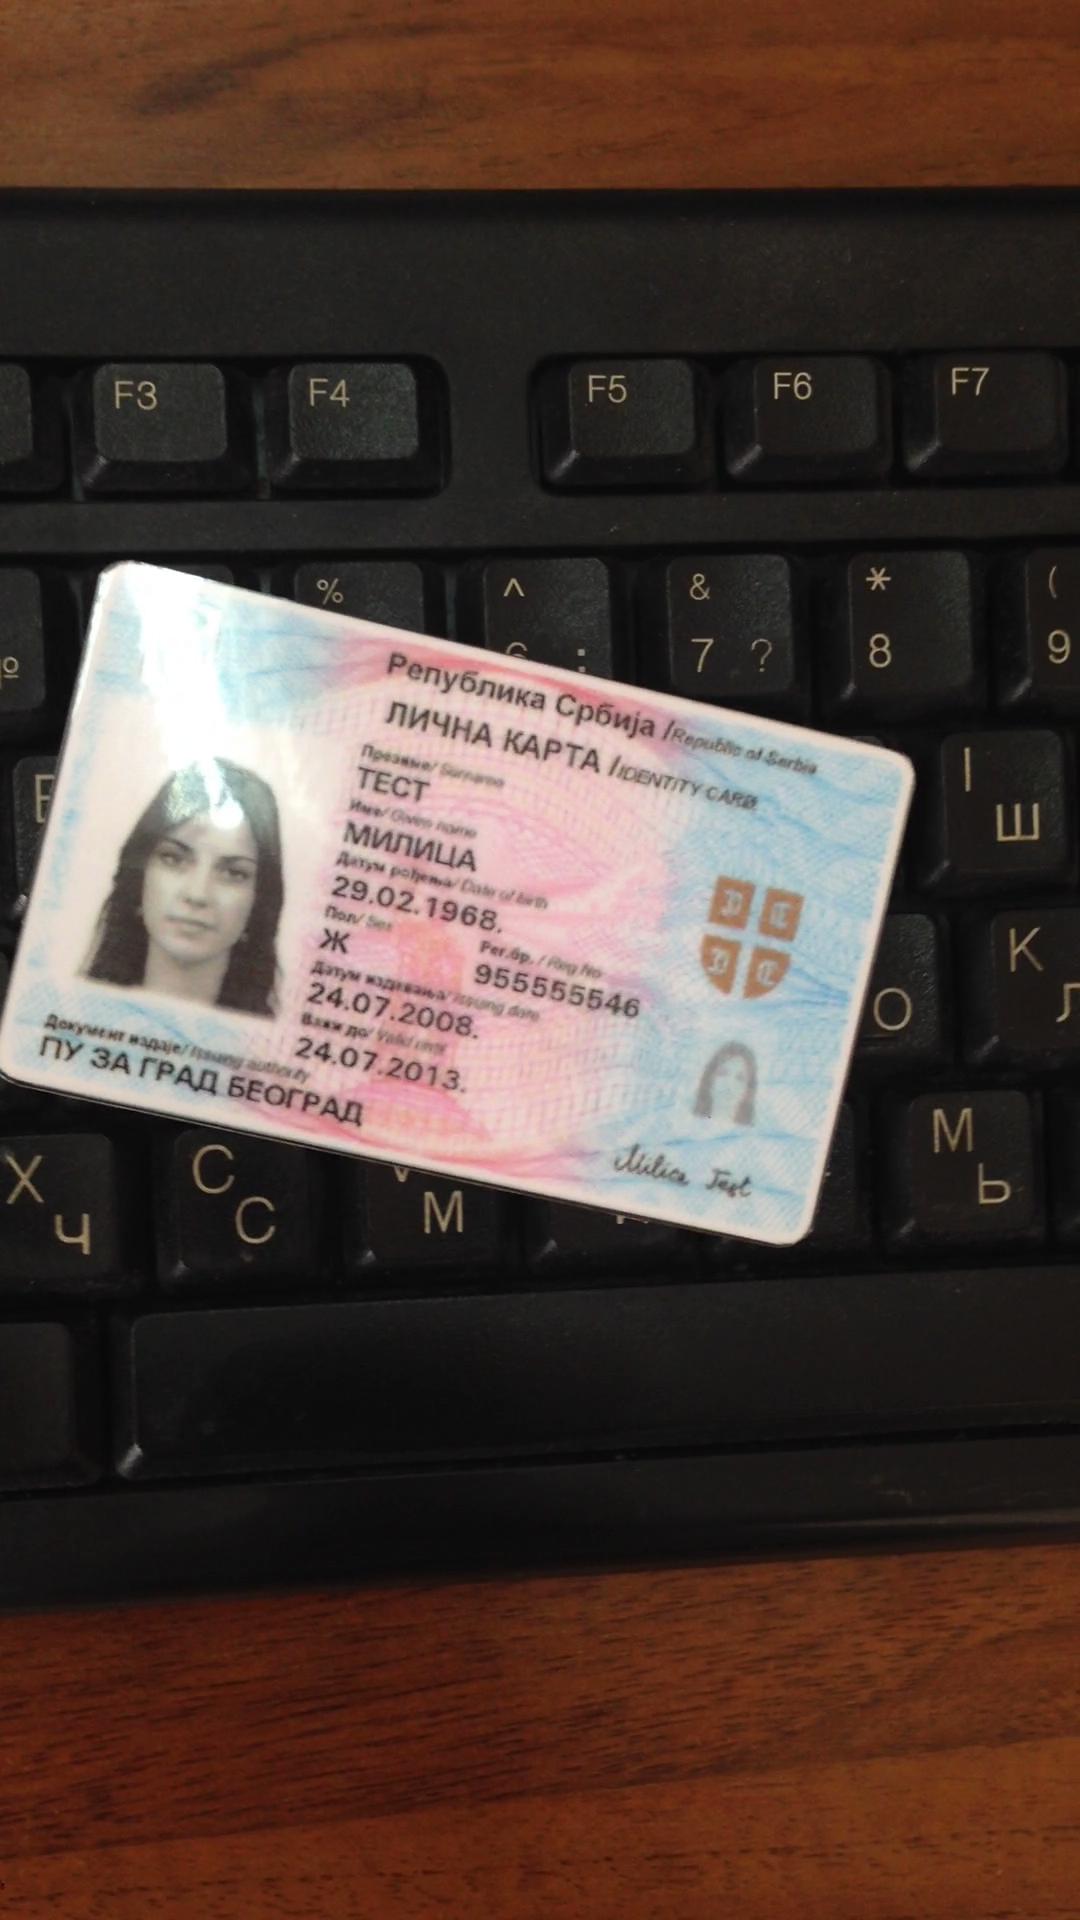 F3 F4 F5 F6 F7
% ^ & * (
7 ? 8 9
І
Ш
К
О
Република Србија / Republic of Serbia
ЛИЧНА КАРТА / IDENTITY CARD
Презиме/ Surname
ТЕСТ
Име/ Given name
МИЛИЦА
Датум рођења/ Date of birth
29.02.1968.
Пол/ Sex
Ж
Рег.бр. / Reg.No
955555546
Датум издавања/ Issuing date
24.07.2008.
Важи до/ Valid until
24.07.2013.
Документ издаје/ Issuing authority
ПУ ЗА ГРАД БЕОГРАД
Milica Test
X C M
Ч С М Ь